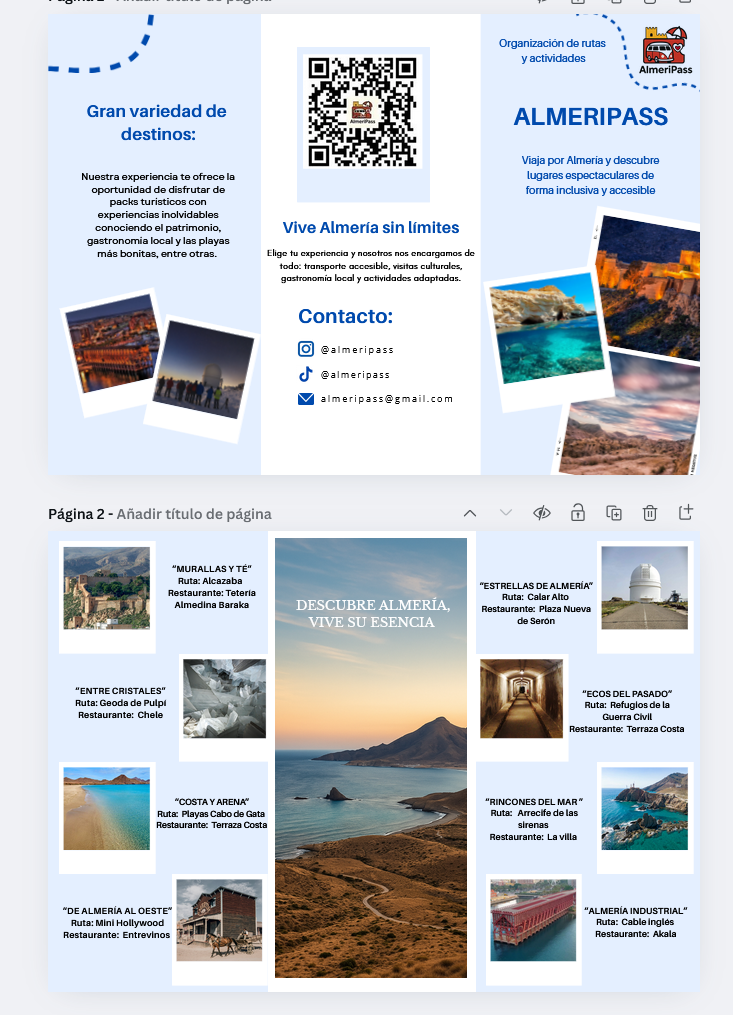 Página 2 - Añadir título de página
Gran variedad de
destinos:
Nuestra experiencia te ofrece la
oportunidad de disfrutar de
packs turísticos con
experiencias inolvidables
conociendo el patrimonio,
gastronomia local y las playas
más bonitas, entre otras.
AlmeriPass
Vive Almería sin límites
Elige tu experiencia y nosotros nos encargamos de
todo: transporte accesible, visitas culturales,
gastronomía local y actividades adaptadas.
Contacto:
@almeripass
@almeripass
almeripass@gmail.com
Organización de rutas
y actividades
AlmeriPass
ALMERIPASS
Viaja por Almería y descubre
lugares espectaculares de
forma inclusiva y accesible
“MURALLAS Y TÉ”
Ruta: Alcazaba
Restaurante: Tetería
Almedina Baraka
“ENTRE CRISTALES”
Ruta: Geoda de Pulpí
Restaurante: Chele
“COSTA Y ARENA”
Ruta: Playas Cabo de Gata
Restaurante: Terraza Costa
“DE ALMERÍA AL OESTE”
Ruta: Mini Hollywood
Restaurante: Entrevinos
DESCUBRE ALMERÍA,
VIVE SU ESENCIA
“ESTRELLAS DE ALMERÍA”
Ruta: Calar Alto
Restaurante: Plaza Nueva
de Serón
“ECOS DEL PASADO”
Ruta: Refugios de la
Guerra Civil
Restaurante: Terraza Costa
“RINCONES DEL MAR”
Ruta: Arrecife de las
sirenas
Restaurante: La villa
“ALMERÍA INDUSTRIAL”
Ruta: Cable inglés
Restaurante: Akala